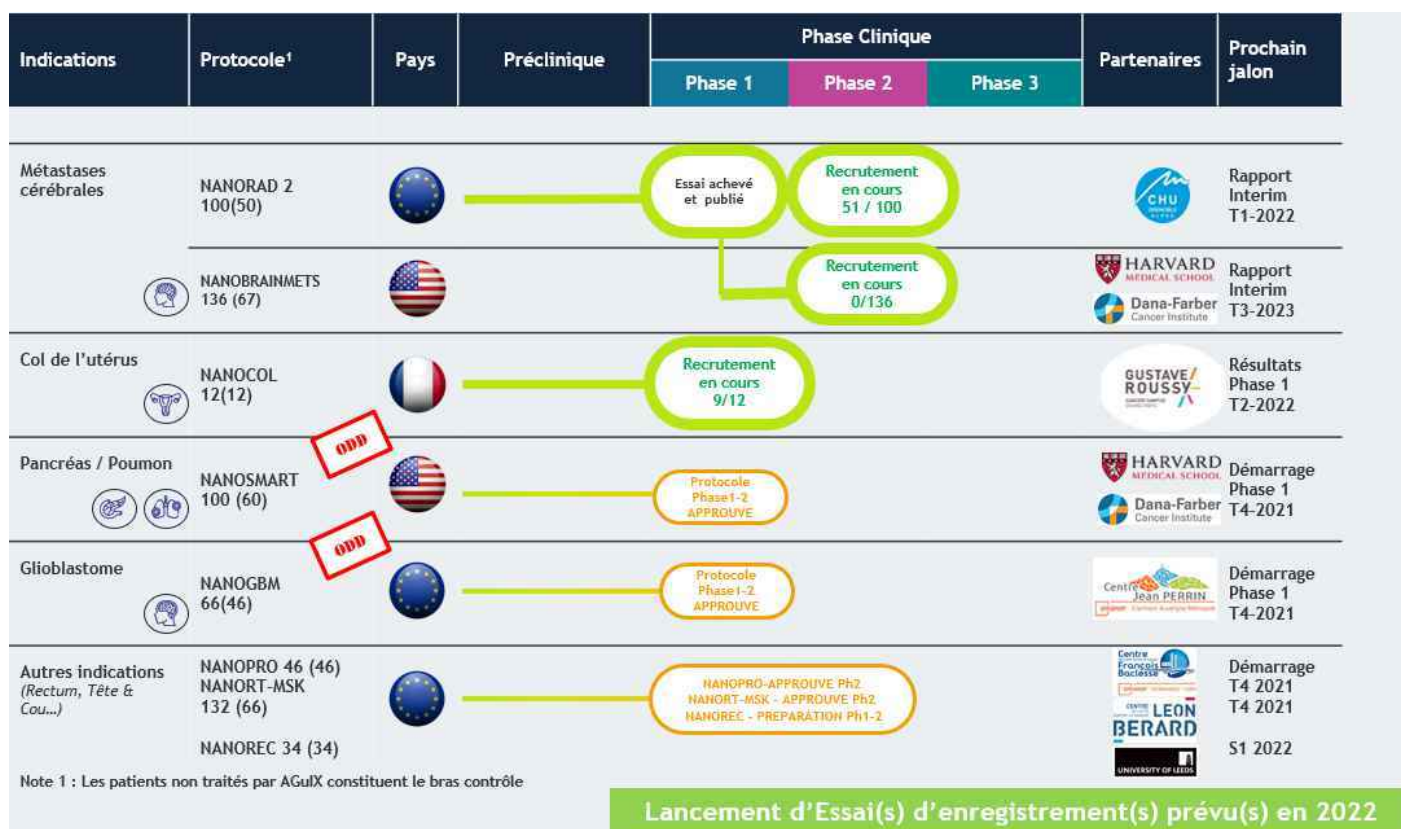 Indications
Protocole¹
Pays
Préclinique
Phase Clinique
Phase 1
Phase 2
Phase 3
Partenaires
Prochain
jalon
Métastases
cérébrales
NANORAD 2
100(50)
Essai achevé
et publié
Recrutement
en cours
51 / 100
CHU
Rapport
Interim
T1-2022
NANOBRAINMETS
136 (67)
Recrutement
en cours
0/136
HARVARD
MEDICAL SCHOOL
Dana-Farber
Cancer Institute
Rapport
Interim
T3-2023
Col de l'utérus
NANOCOL
12(12)
Recrutement
en cours
9/12
GUSTAVE/
ROUSSY
Résultats
Phase 1
T2-2022
ODD
Pancréas / Poumon
NANOSMART
100 (60)
Protocole
Phase1-2
APPROUVE
HARVARD
MEDICAL SCHOOL
Dana-Farber
Cancer Institute
Démarrage
Phase 1
T4-2021
ODD
Glioblastome
NANOGBM
66(46)
Protocole
Phase1-2
APPROUVE
Centre
Jean PERRIN
Démarrage
Phase 1
T4-2021
Autres indications
(Rectum, Tête &
Cou...)
NANOPRO 46 (46)
NANORT-MSK
132 (66)
NANOREC 34 (34)
NANOPRO-APPROUVE Ph2
NANORT-MSK - APPROUVE Ph2
NANOREC - PREPARATION Ph1-2
Centre
François
Baclesse
CENTRE
LEON
BERARD
UNIVERSITY OF LEEDS
Démarrage
T4 2021
T4 2021
S1 2022
Note 1 : Les patients non traités par AGuIX constituent le bras contrôle
Lancement d'Essai(s) d'enregistrement(s) prévu(s) en 2022